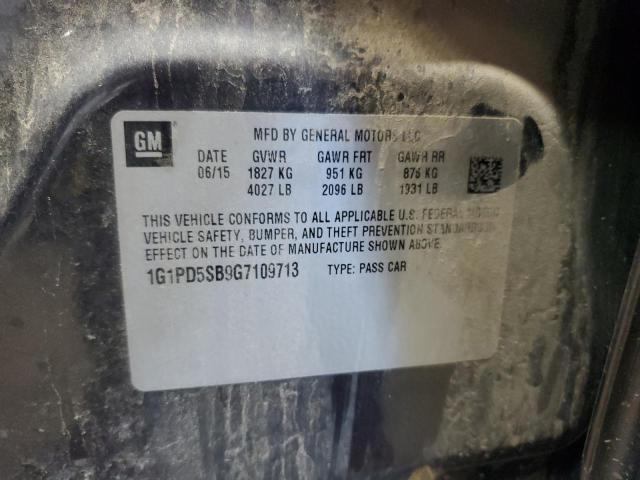 GM
MFD BY GENERAL MOTORS LLC
DATE GVWR GAWR FRT GAWR RR
06/15 1827 KG 951 KG 876 KG
4027 LB 2096 LB 1931 LB
THIS VEHICLE CONFORMS TO ALL APPLICABLE U.S. FEDERAL MOTOR
VEHICLE SAFETY, BUMPER, AND THEFT PREVENTION STANDARDS IN
EFFECT ON THE DATE OF MANUFACTURE SHOWN ABOVE.
1G1PD5SB9G7109713 TYPE: PASS CAR